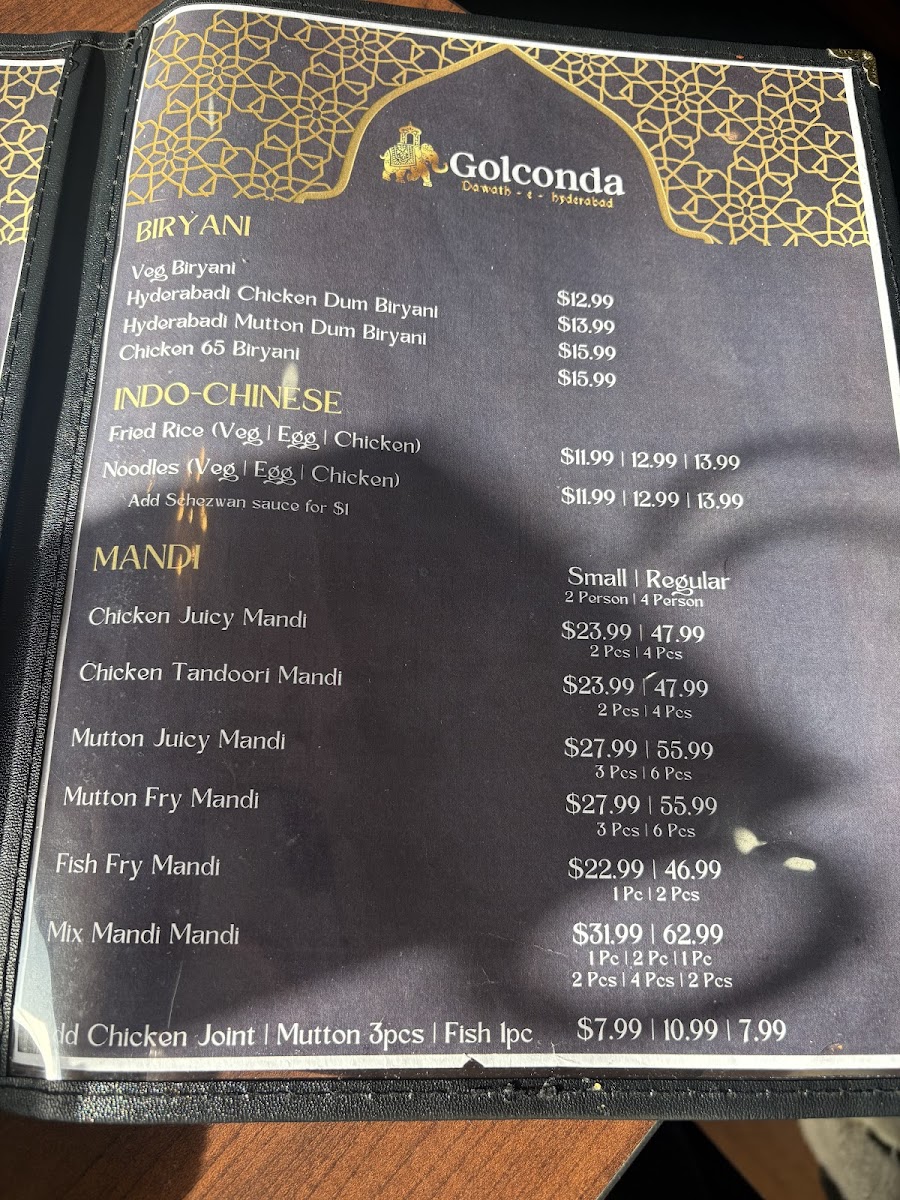 Golconda
Dawath - e - hyderabad
BIRYANI
Veg Biryani $12.99
Hyderabadi Chicken Dum Biryani $13.99
Hyderabadi Mutton Dum Biryani $15.99
Chicken 65 Biryani $15.99
INDO-CHINESE
Fried Rice (Veg | Egg | Chicken) $11.99 | 12.99 | 13.99
Noodles (Veg | Egg | Chicken) $11.99 | 12.99 | 13.99
Add Schezwan sauce for $1
MANDI
Small | Regular
2 Person | 4 Person
Chicken Juicy Mandi $23.99 | 47.99
2 Pcs | 4 Pcs
Chicken Tandoori Mandi $23.99 | 47.99
2 Pcs | 4 Pcs
Mutton Juicy Mandi $27.99 | 55.99
3 Pcs | 6 Pcs
Mutton Fry Mandi $27.99 | 55.99
3 Pcs | 6 Pcs
Fish Fry Mandi $22.99 | 46.99
1 Pc | 2 Pcs
Mix Mandi Mandi $31.99 | 62.99
1 Pc | 2 Pc | 1 Pc
2 Pcs | 4 Pcs | 2 Pcs
Chicken Joint | Mutton 3pcs | Fish 1pc $7.99 | 10.99 | 7.99